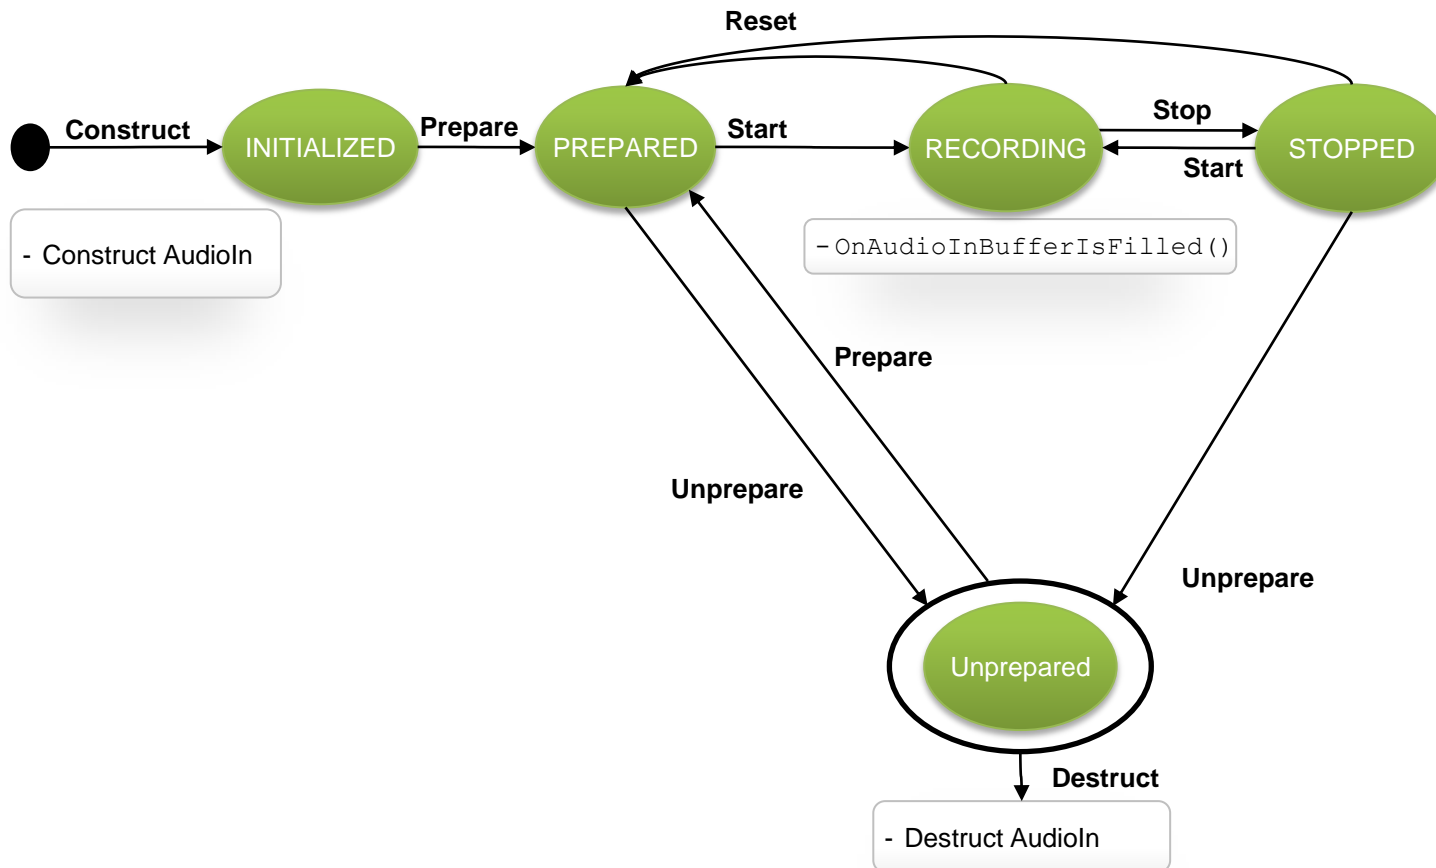 Reset
Construct
INITIALIZED
Prepare
PREPARED
Start
RECORDING
Stop
Start
STOPPED
- Construct AudioIn
- OnAudioInBufferIsFilled()
Prepare
Unprepare
Unprepare
Unprepared
Destruct
- Destruct AudioIn